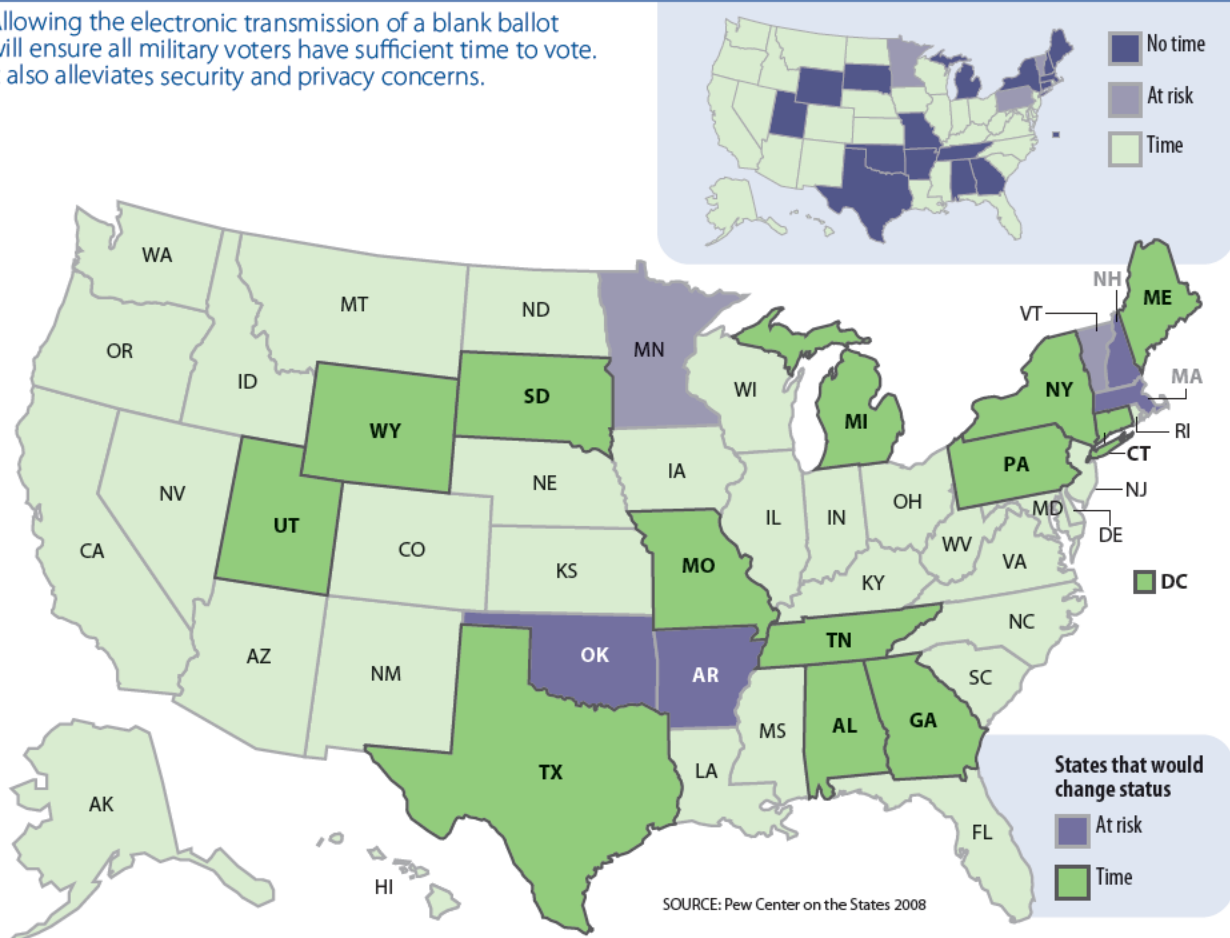 Allowing the electronic transmission of a blank ballot
will ensure all military voters have sufficient time to vote.
also alleviates security and privacy concerns.
No time
At risk
Time
WA
MT
ND
MN
OR
ID
SD
WI
WY
MI
NH
VT
ME
NY
MA
RI
CT
PA
NJ
MD
DE
DC
NV
UT
NE
IA
IL
IN
OH
WV
VA
CA
CO
KS
MO
KY
NC
TN
AZ
NM
OK
AR
SC
TX
LA
MS
AL
GA
FL
AK
HI
States that would
change status
At risk
Time
SOURCE: Pew Center on the States 2008